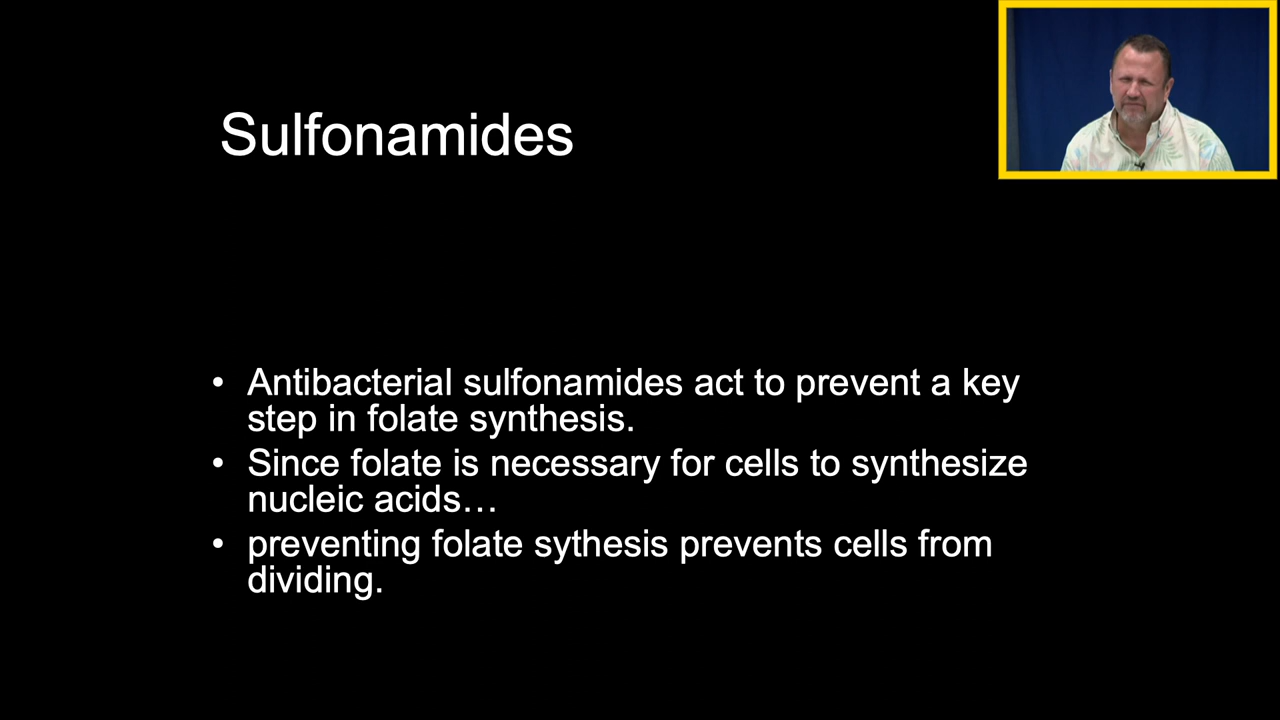 Sulfonamides
• Antibacterial sulfonamides act to prevent a key
step in folate synthesis.
• Since folate is necessary for cells to synthesize
nucleic acids…
• preventing folate sythesis prevents cells from
dividing.